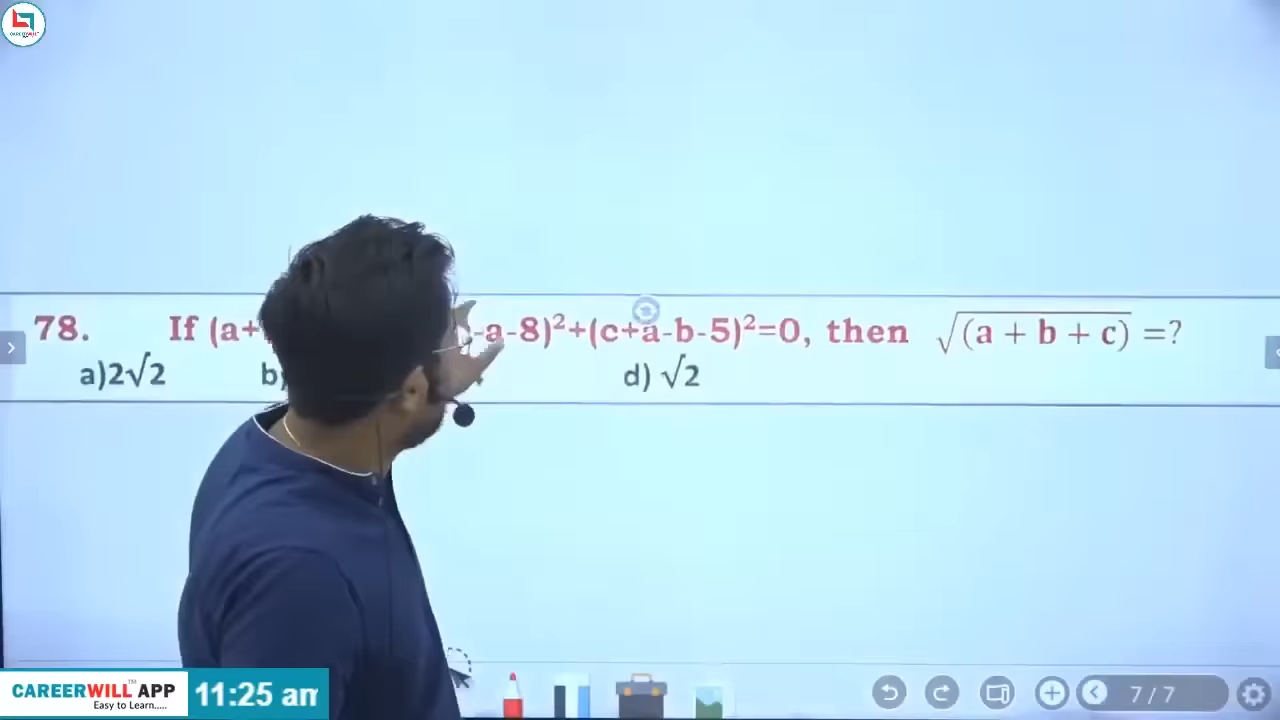 CAREERWILL
78. If (a+ -a-8)²+(c+a-b-5)²=0, then √(a + b + c) =?
a)2√2 b) d) √2
CAREERWILL™ APP
Easy to Learn.....
11:25 am
7 / 7